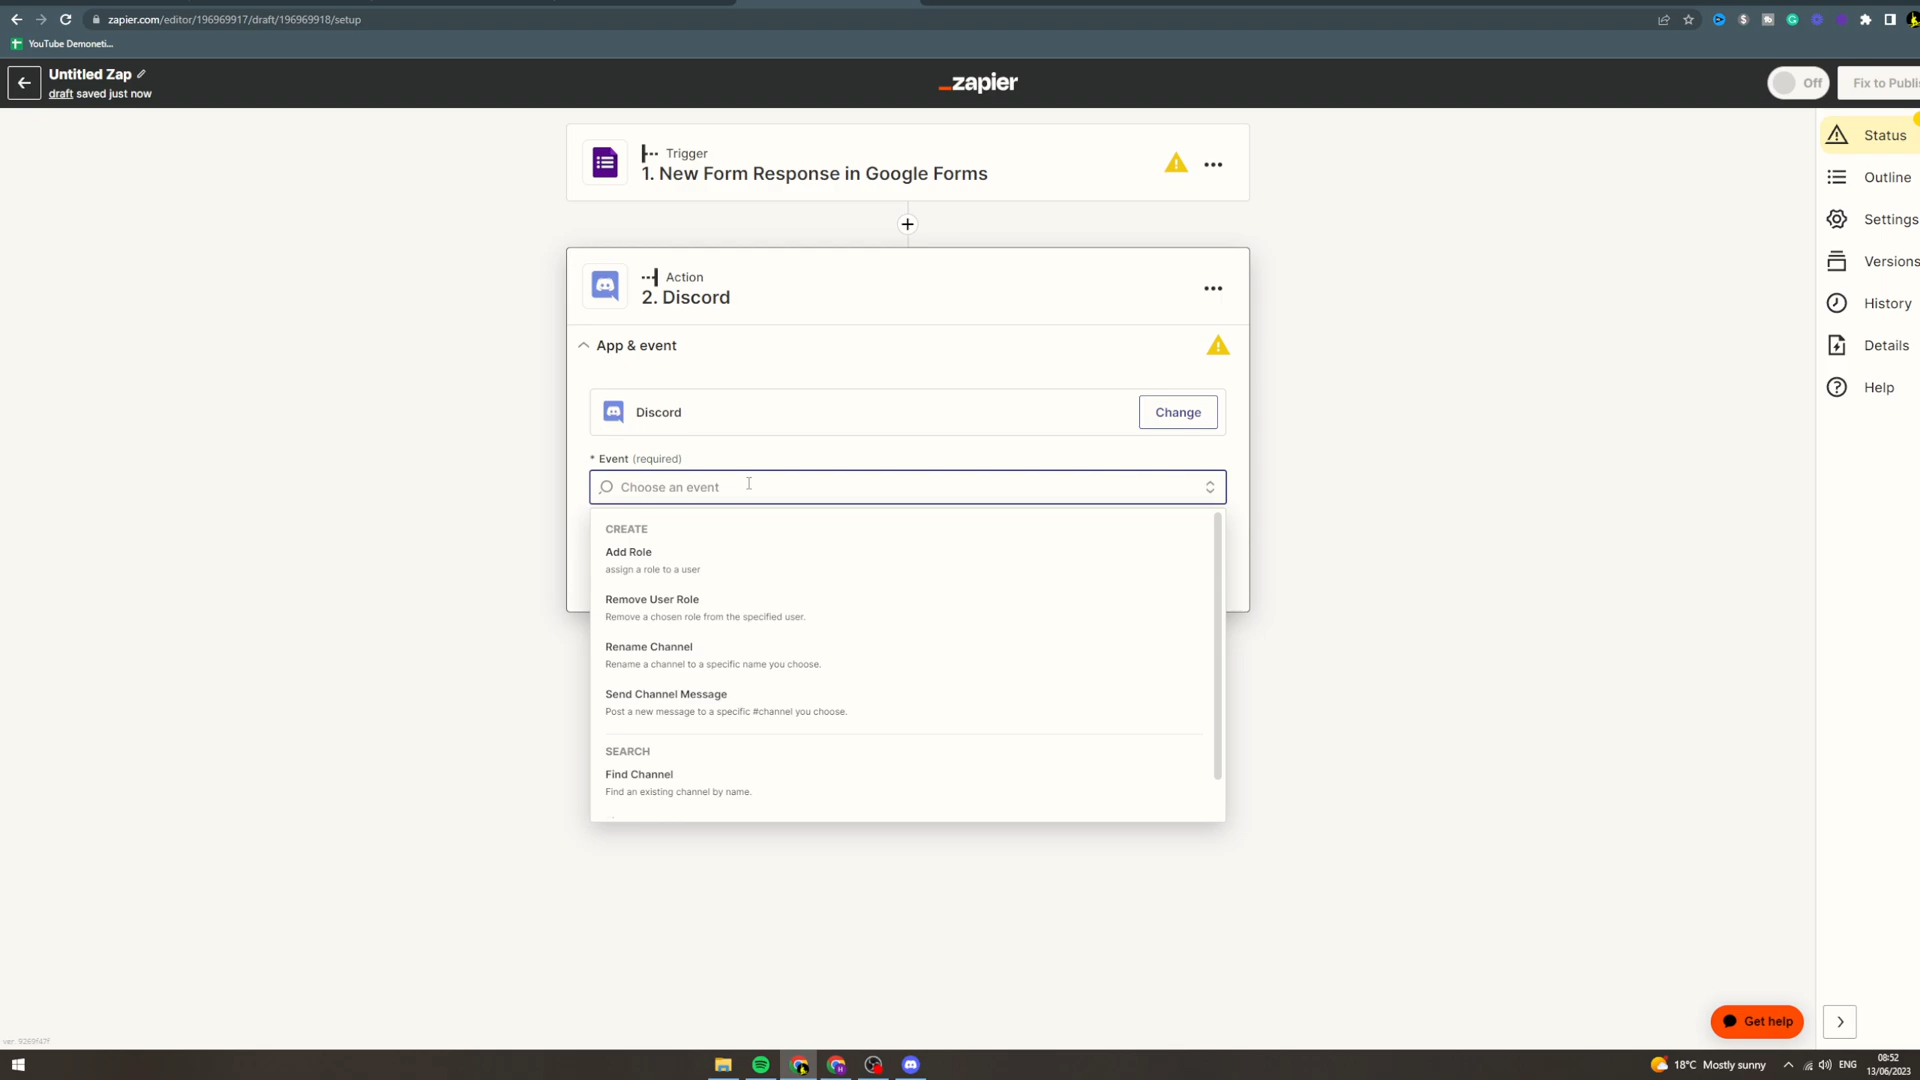 zapier.com/editor/196969917/draft/196969918/setup
YouTube Demoneti...
Untitled Zap
draft saved just now
_zapier
Off
Fix to Publi
Trigger
1. New Form Response in Google Forms
Status
Outline
Settings
Versions
History
Details
Help
Action
2. Discord
App & event
Discord
Change
* Event (required)
Choose an event
CREATE
Add Role
assign a role to a user
Remove User Role
Remove a chosen role from the specified user.
Rename Channel
Rename a channel to a specific name you choose.
Send Channel Message
Post a new message to a specific #channel you choose.
SEARCH
Find Channel
Find an existing channel by name.
Get help
ver. 9269f47f
18°C Mostly sunny
ENG
08:52
13/06/2023